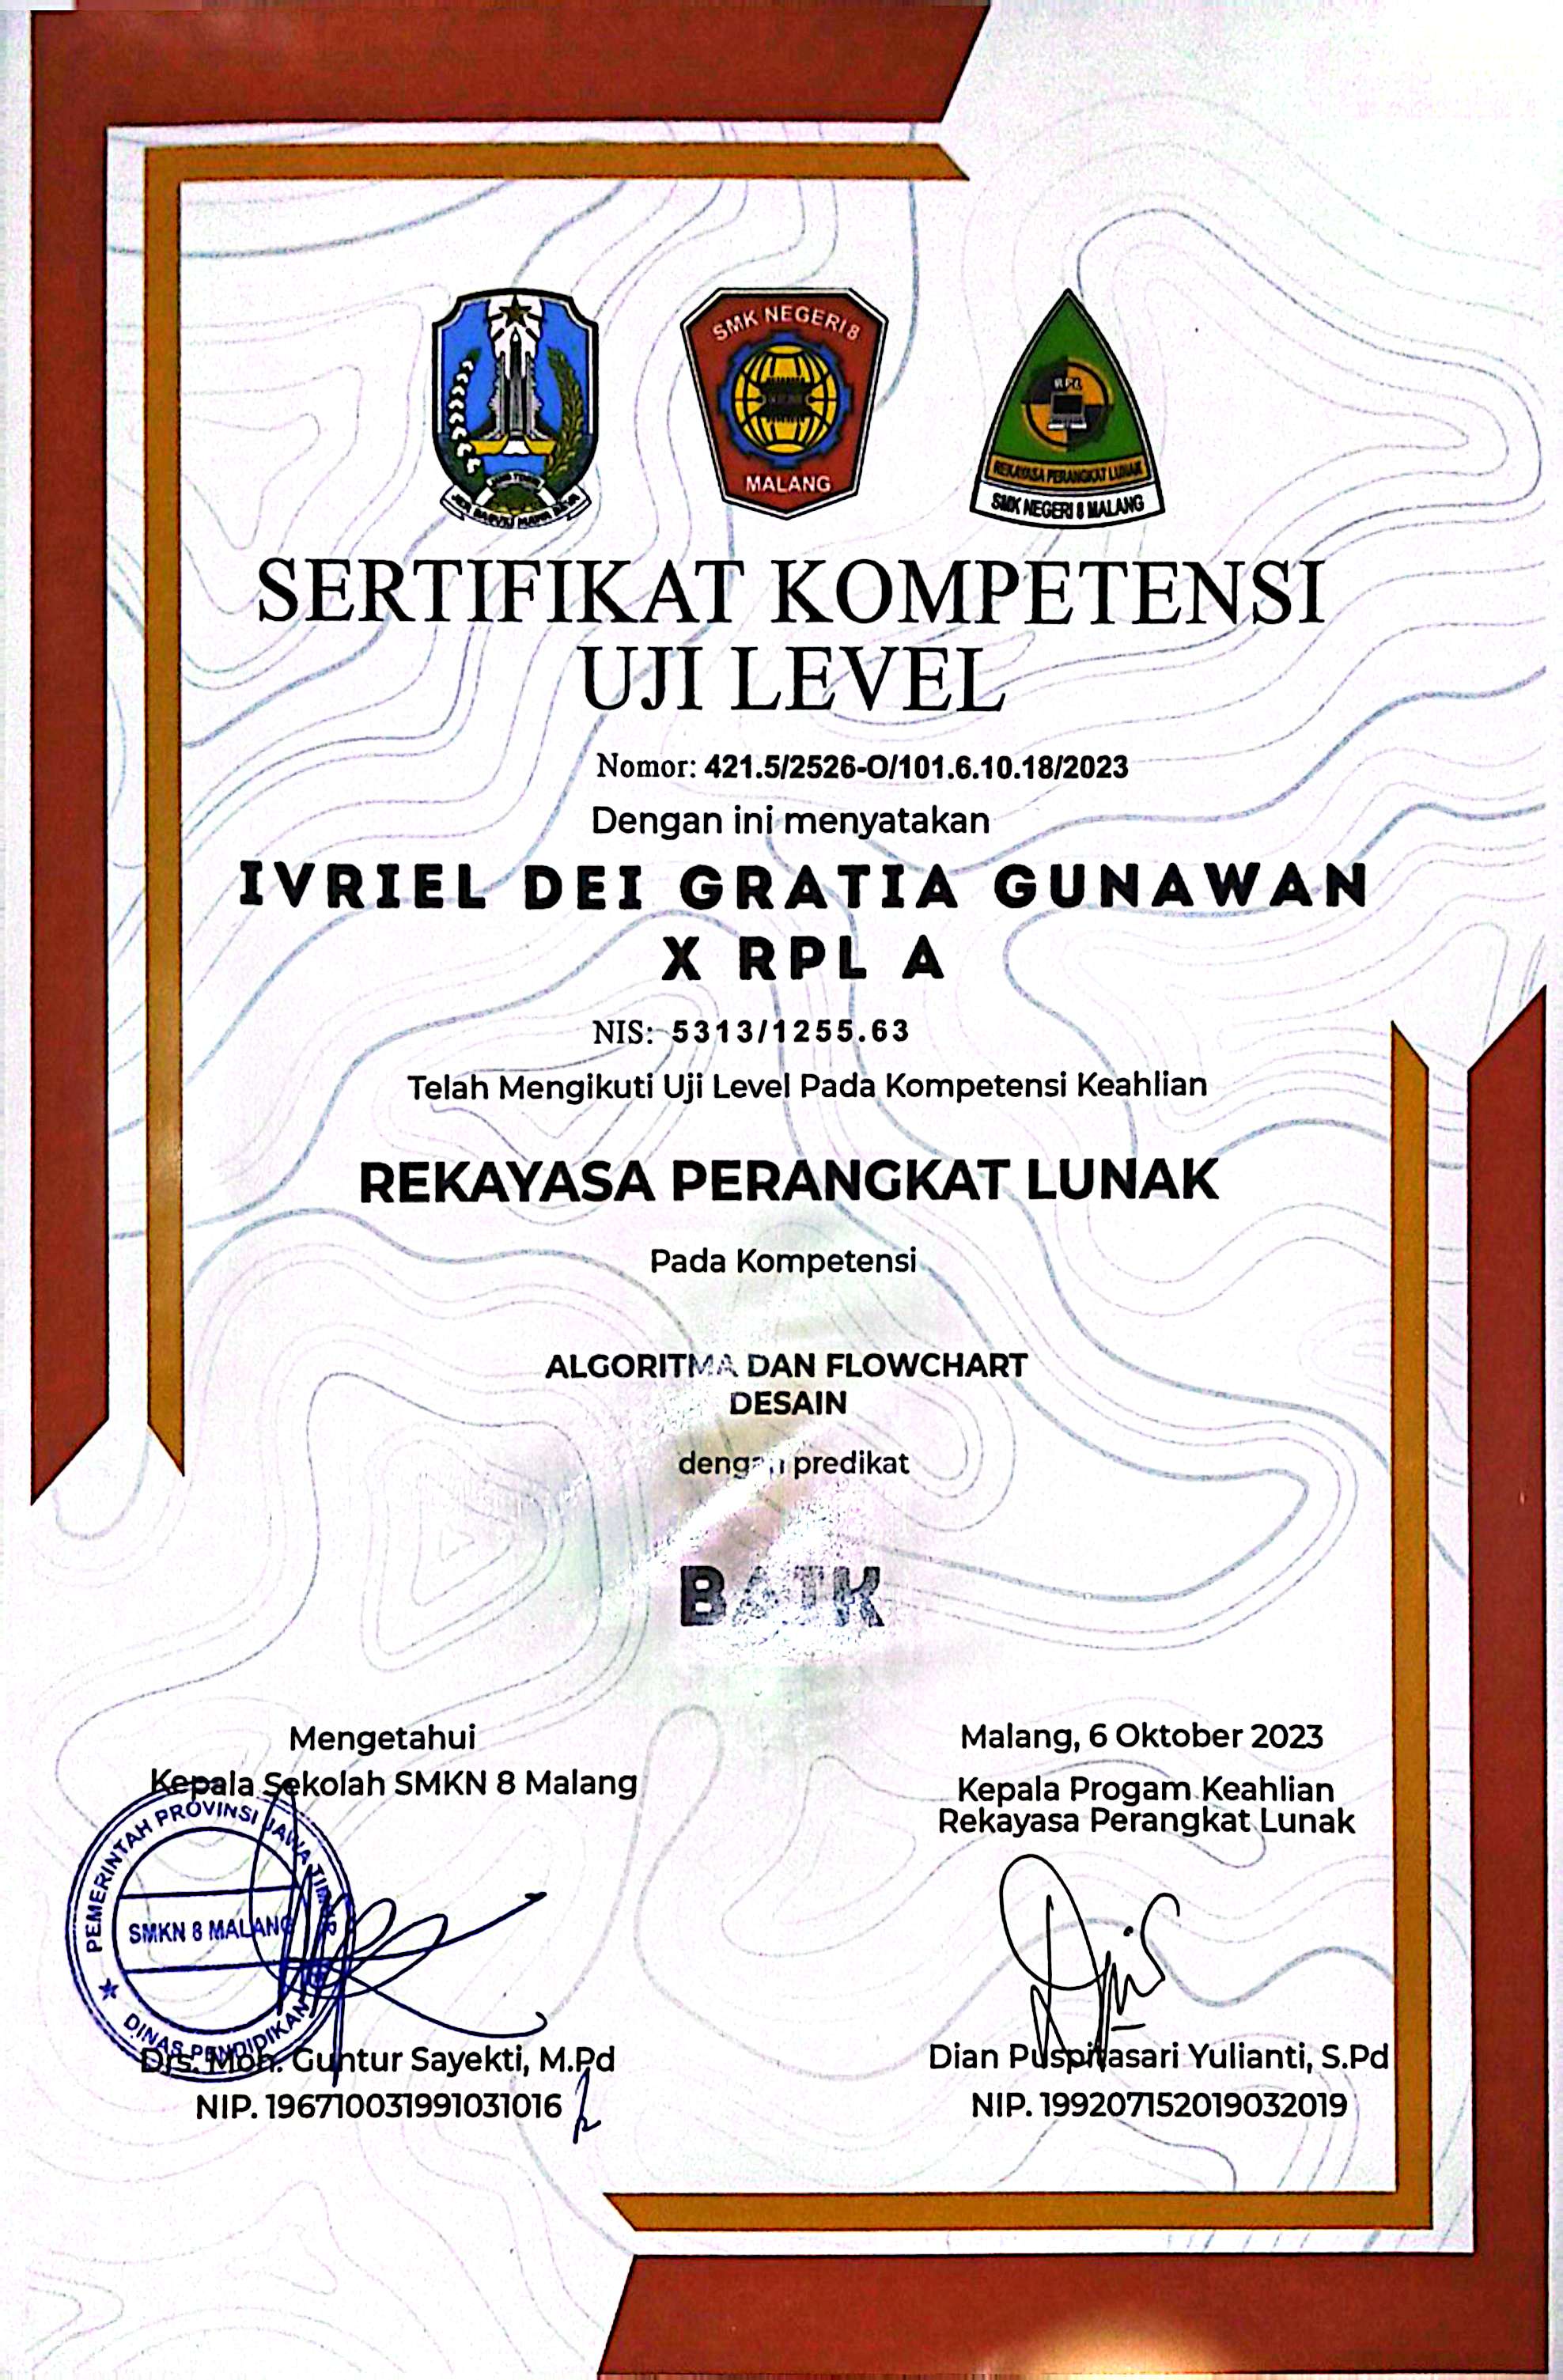 SMK NEGERI 8
MALANG
RPL
REKAYASA PERANGKAT LUNAK
SMK NEGERI 8 MALANG
SERTIFIKAT KOMPETENSI
UJI LEVEL
Nomor: 421.5/2526-O/101.6.10.18/2023
Dengan ini menyatakan
IVRIEL DEI GRATIA GUNAWAN
X RPL A
NIS: 5313/1255.63
Telah Mengikuti Uji Level Pada Kompetensi Keahlian
REKAYASA PERANGKAT LUNAK
Pada Kompetensi
ALGORITMA DAN FLOWCHART
DESAIN
dengan predikat
BAIK
Mengetahui
Kepala Sekolah SMKN 8 Malang
PEMERINTAH PROVINSI JAWA TIMUR
SMKN 8 MALANG
DINAS PENDIDIKAN
Drs. Moh. Guntur Sayekti, M.Pd
NIP. 196710031991031016
Malang, 6 Oktober 2023
Kepala Progam Keahlian
Rekayasa Perangkat Lunak
Dian Puspitasari Yulianti, S.Pd
NIP. 199207152019032019